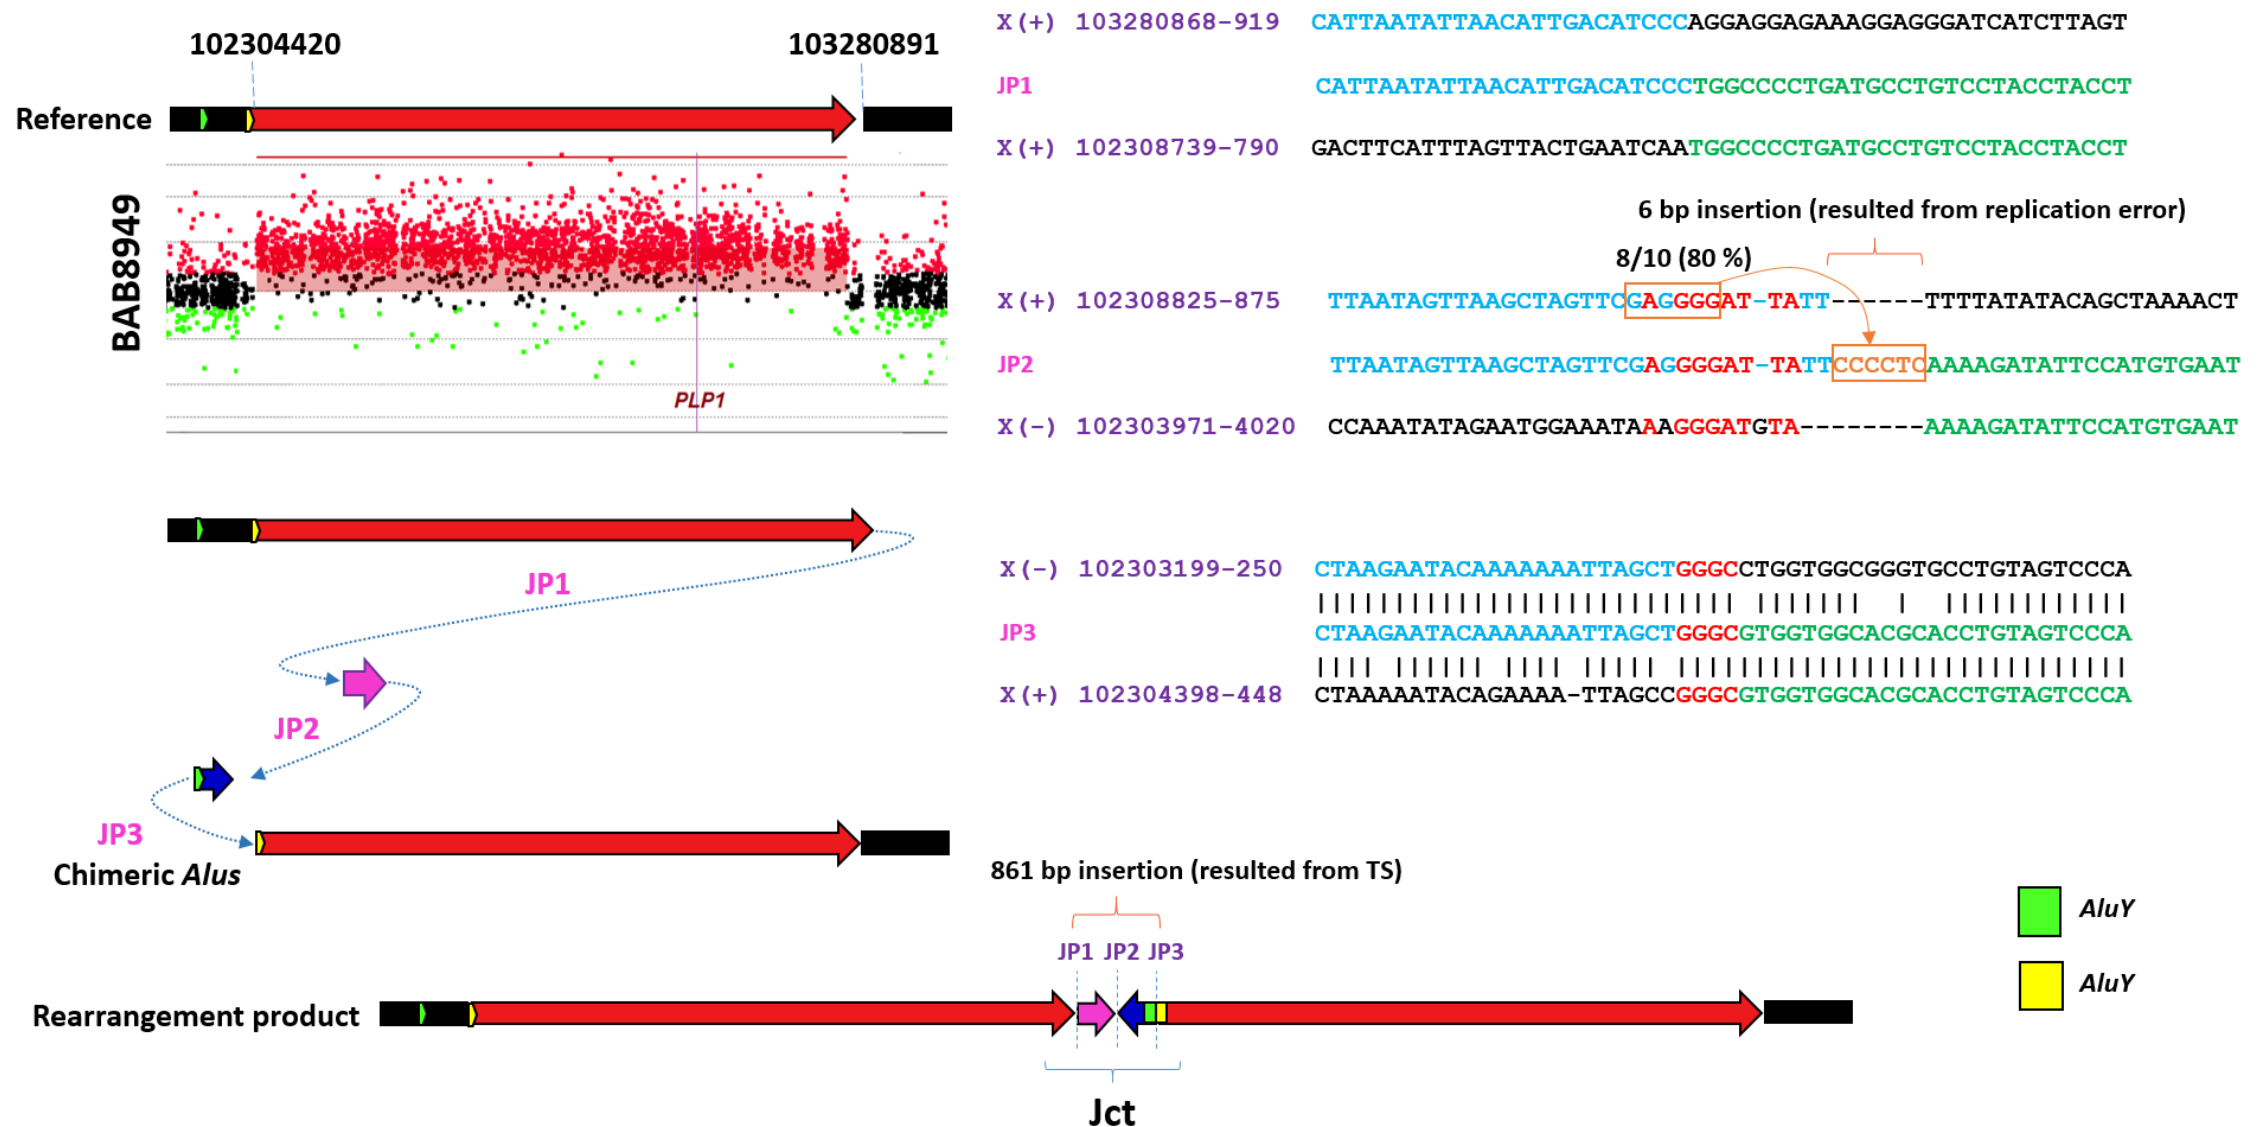 102304420
103280891
Reference
BAB8949
PLP1
X(+) 103280868-919 CATTAATATTAACATTGACATCCCAGGAGGAGAAAGGAGGGATCATCTTAGT
JP1 CATTAATATTAACATTGACATCCCTGGCCCCTGATGCCTGTCCTACCTACCT
X(+) 102308739-790 GACTTCATTTAGTTACTGAATCAATGGCCCCTGATGCCTGTCCTACCTACCT
6 bp insertion (resulted from replication error)
8/10 (80 %)
X(+) 102308825-875 TTAATAGTTAAGCTAGTTCGAGGGGAT-TATT------TTTTATATACAGCTAAAACT
JP2 TTAATAGTTAAGCTAGTTCGAGGGGAT-TATTCCCCTCAAAAGATATTCCATGTGAAT
X(-) 102303971-4020 CCAAATATAGAATGGAAATAAAGGGATGTA--------AAAAGATATTCCATGTGAAT
X(-) 102303199-250 CTAAGAATACAAAAAAATTAGCTGGGCCTGGTGGCGGGTGCCTGTAGTCCCA
JP3 CTAAGAATACAAAAAAATTAGCTGGGCGTGGTGGCACGCACCTGTAGTCCCA
X(+) 102304398-448 CTAAAAATACAGAAAA-TTAGCCGGGCGTGGTGGCACGCACCTGTAGTCCCA
JP1
JP2
JP3
Chimeric Alus
861 bp insertion (resulted from TS)
JP1 JP2 JP3
Rearrangement product
Jct
AluY
AluY